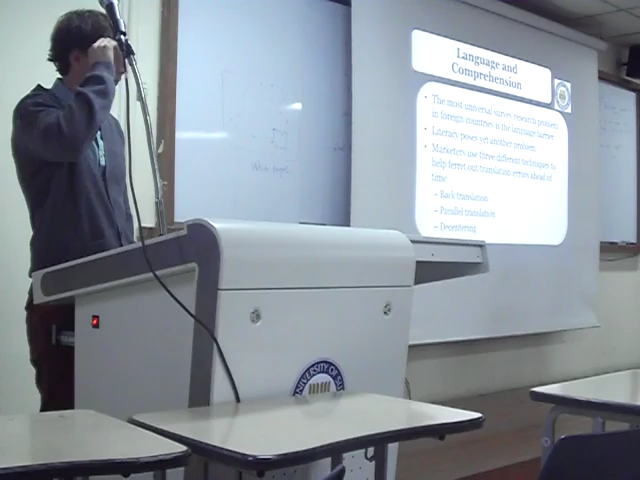 Language and
Comprehension
• The most universal survey research problem
in foreign countries is the language barrier
• Literacy poses yet another problem
• Marketers use three different techniques to
help ferret out translation errors ahead of
time
– Back translation
– Parallel translation
– Decentering
UNIVERSITY OF